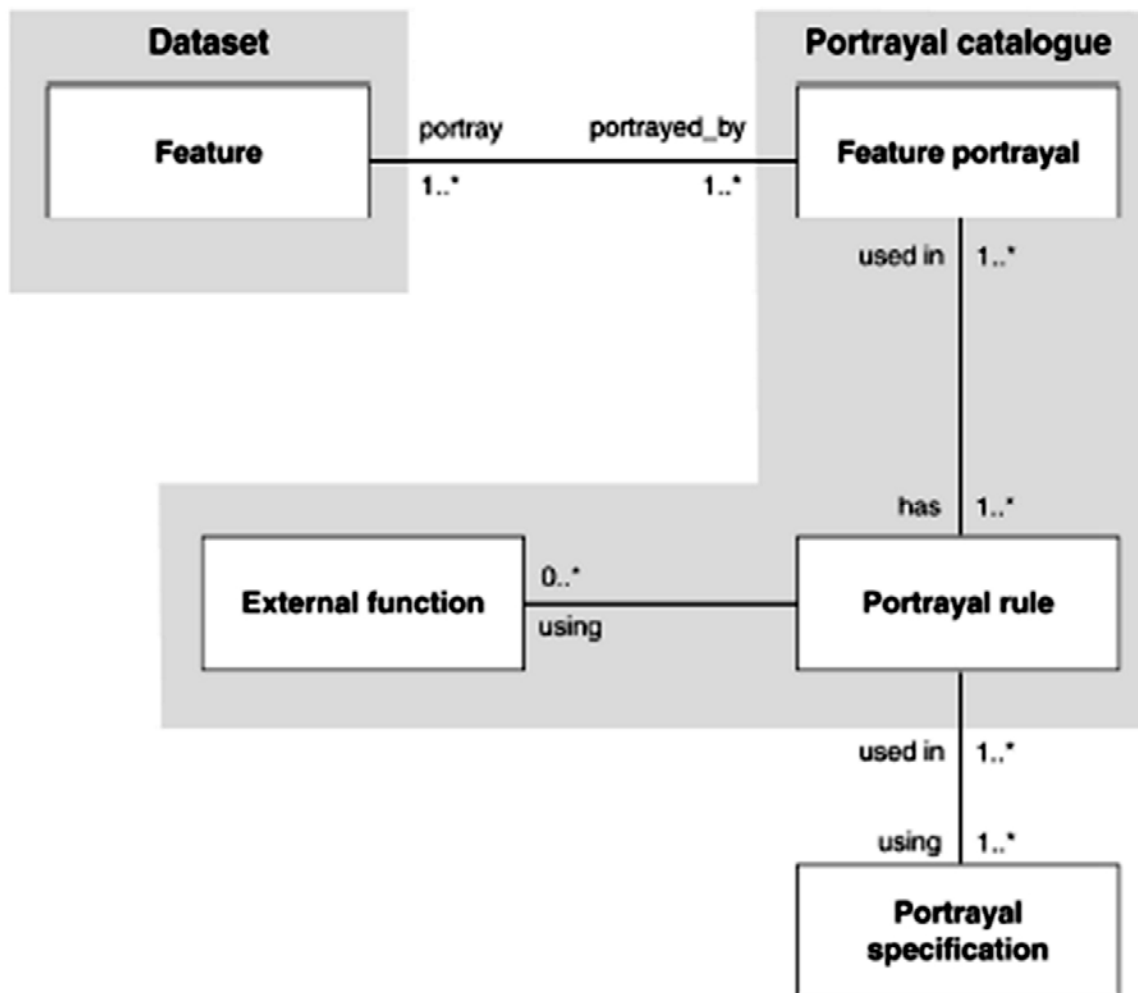 Dataset
Portrayal catalogue
Feature
portray
portrayed_by
Feature portrayal
1..*
1..*
used in
1..*
has
1..*
External function
0..*
using
Portrayal rule
used in
1..*
using
1..*
Portrayal
specification